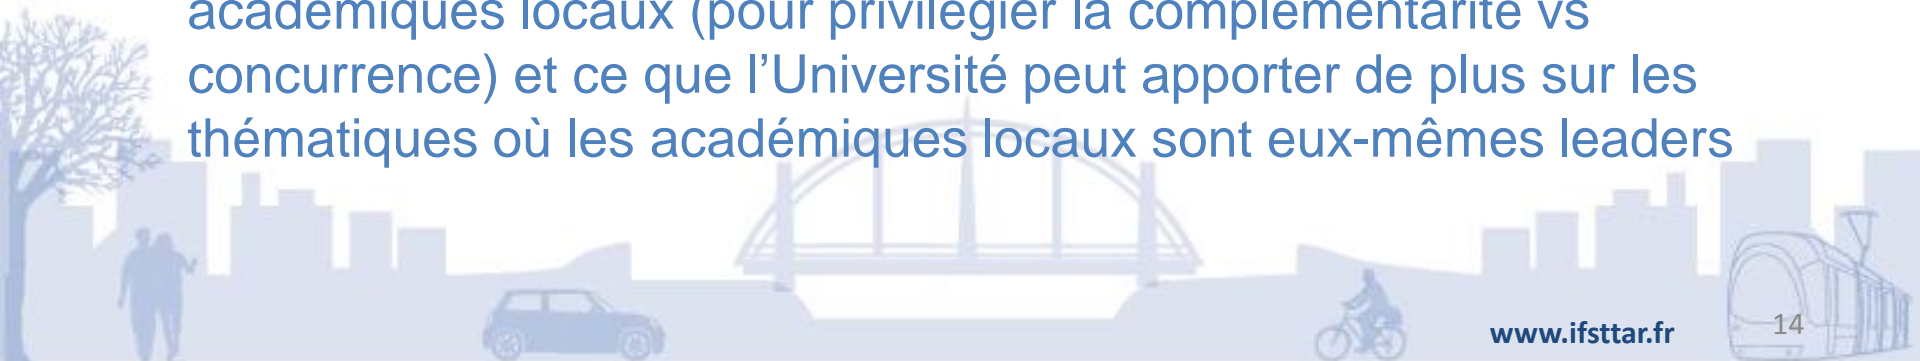 académiques locaux (pour privilégier la complémentarité vs
concurrence) et ce que l’Université peut apporter de plus sur les
thématiques où les académiques locaux sont eux-mêmes leaders
www.ifsttar.fr
14